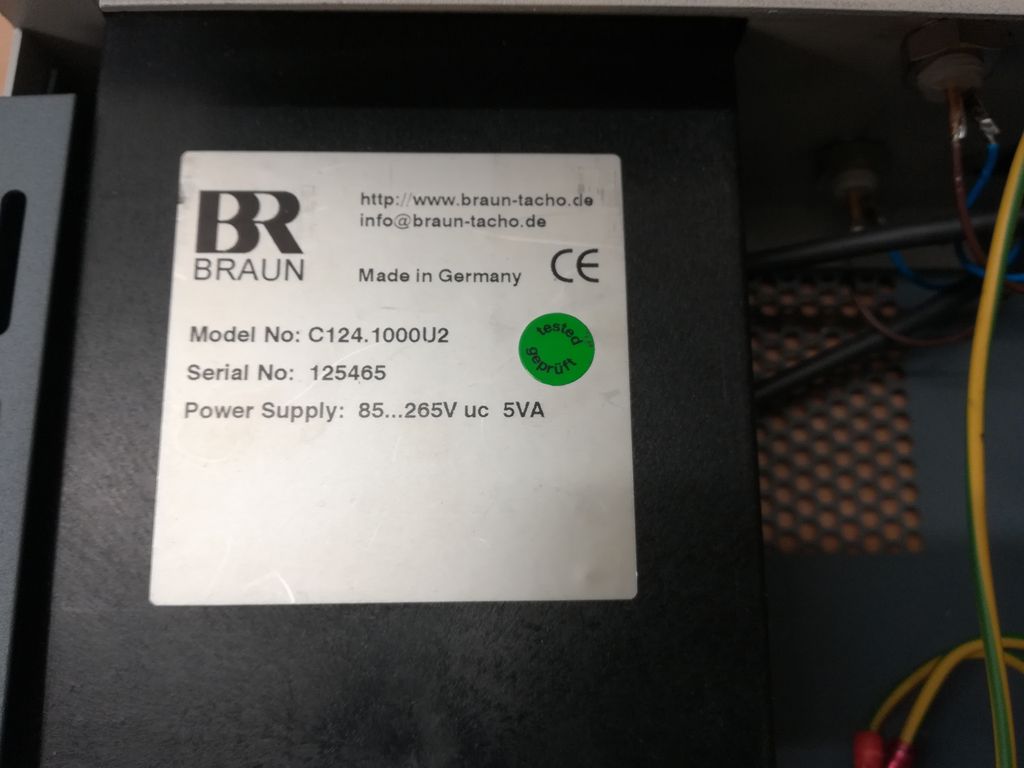 BR
BRAUN
http://www.braun-tacho.de
info@braun-tacho.de
Made in Germany
CE
Model No: C124.1000U2
tested
geprüft
Serial No: 125465
Power Supply: 85...265V uc 5VA